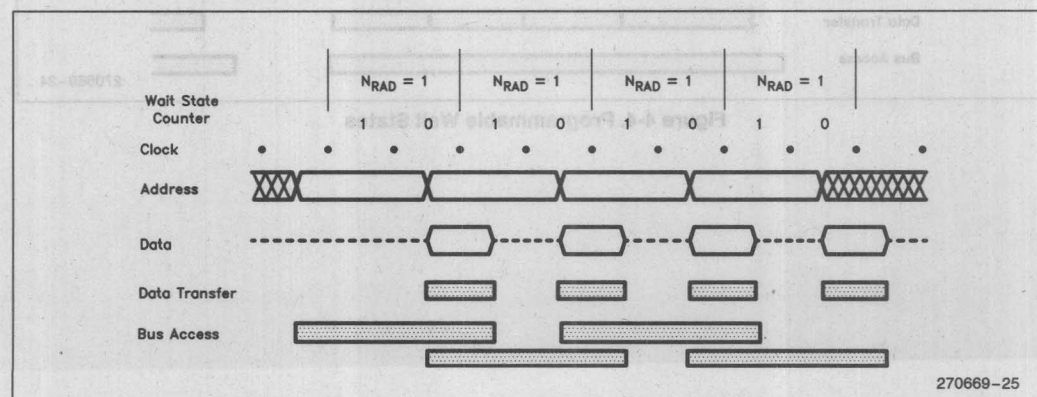 N_RAD = 1 N_RAD = 1 N_RAD = 1 N_RAD = 1
Wait State
Counter
1 0 1 0 1 0 1 0
Clock
Address
Data
Data Transfer
Bus Access
270669-25
Data Transfer
Bus Access
270669-24
Figure 4-4. Programmable Wait States